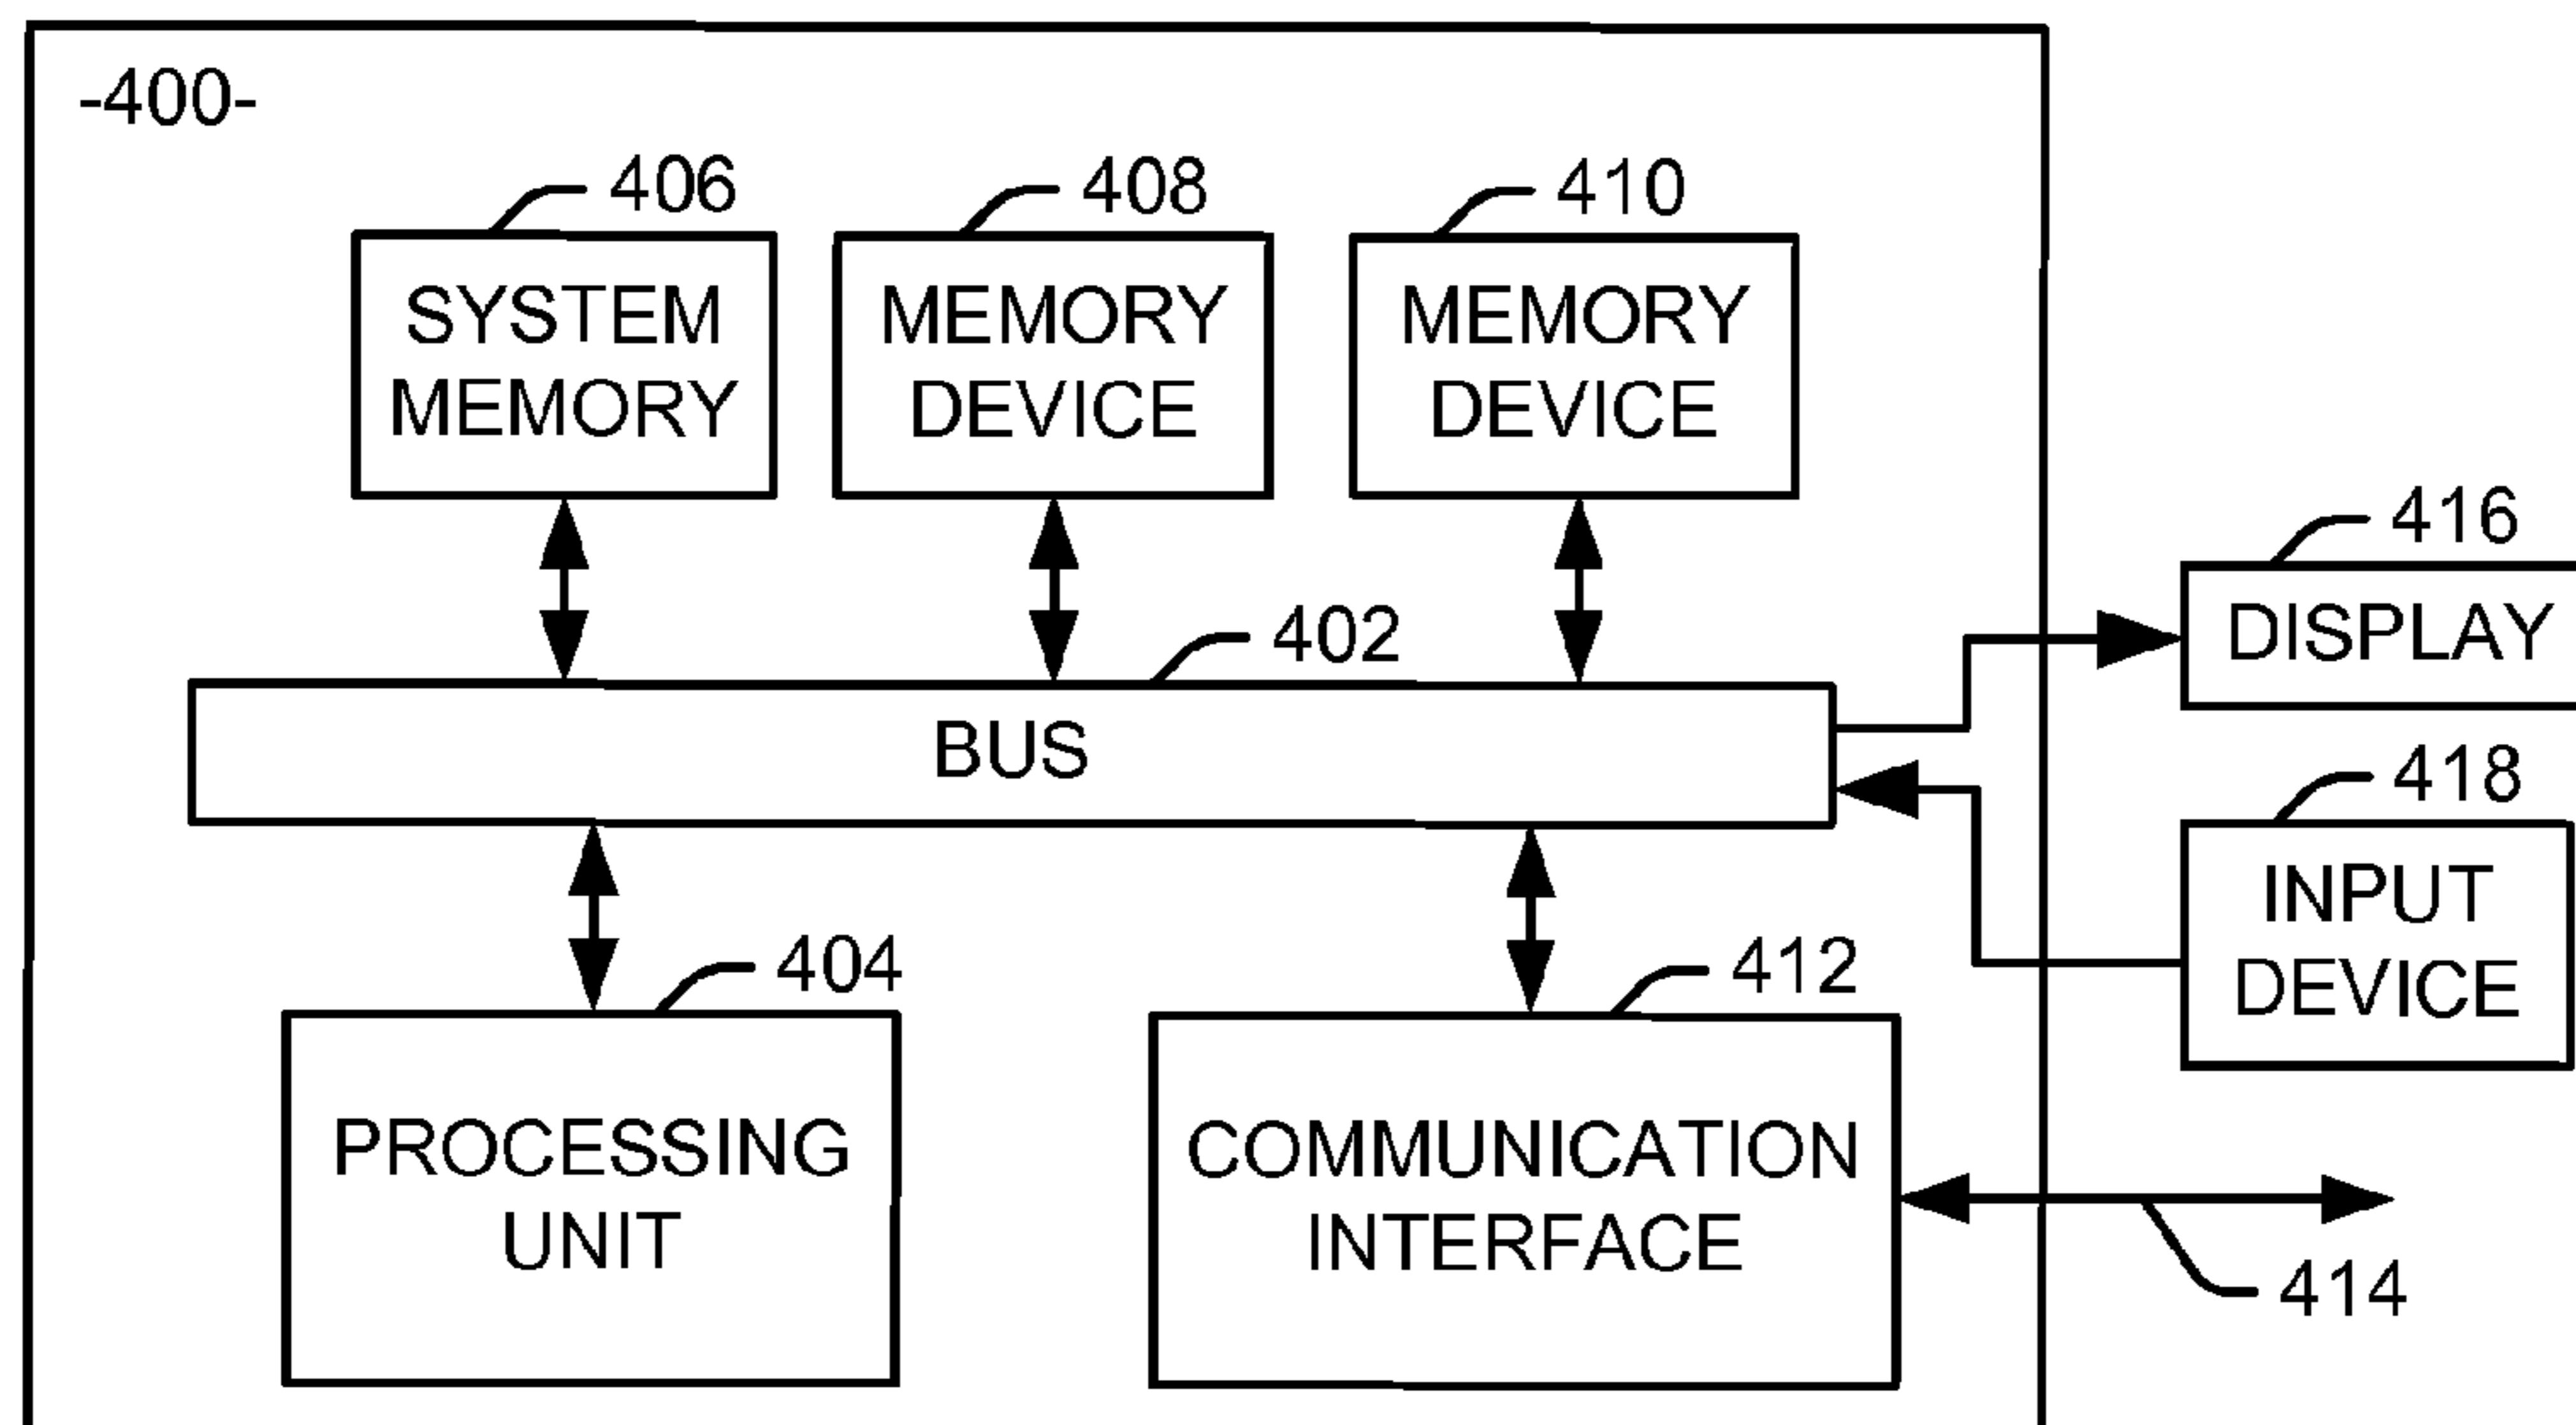 -400-
406
408
410
SYSTEM
MEMORY
MEMORY
DEVICE
MEMORY
DEVICE
416
DISPLAY
402
BUS
418
INPUT
DEVICE
404
412
PROCESSING
UNIT
COMMUNICATION
INTERFACE
414